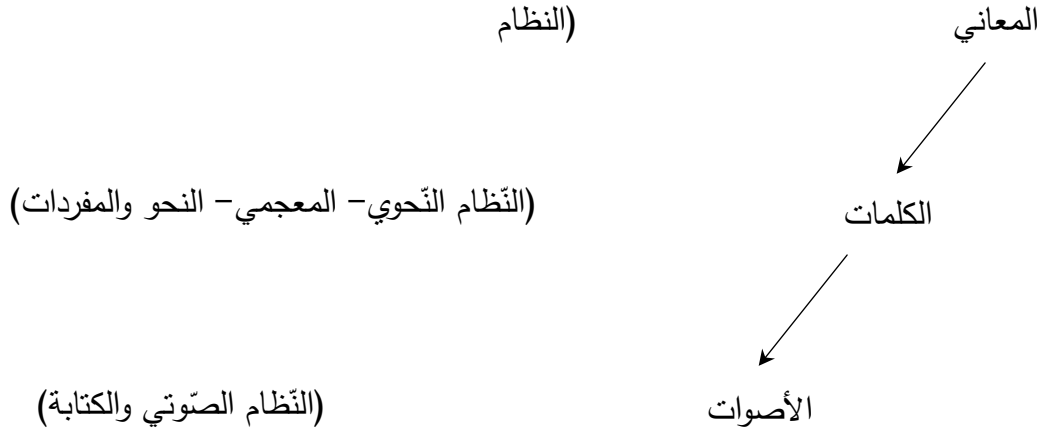 المعاني (النظام
الكلمات (النّظام النّحوي- المعجمي- النحو والمفردات)
الأصوات (النّظام الصّوتي والكتابة)